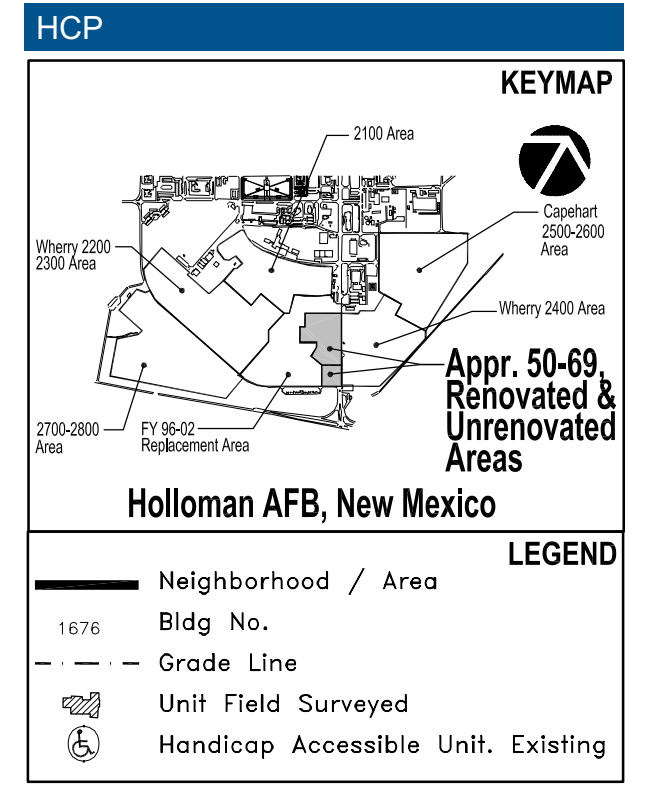 HCP
KEYMAP
2100 Area
Capehart
2500-2600
Area
Wherry 2200
2300 Area
Wherry 2400 Area
Appr. 50-69,
Renovated &
Unrenovated
Areas
2700-2800
Area
FY 96-02
Replacement Area
Holloman AFB, New Mexico
LEGEND
Neighborhood / Area
1676
Bldg No.
Grade Line
Unit Field Surveyed
Handicap Accessible Unit. Existing